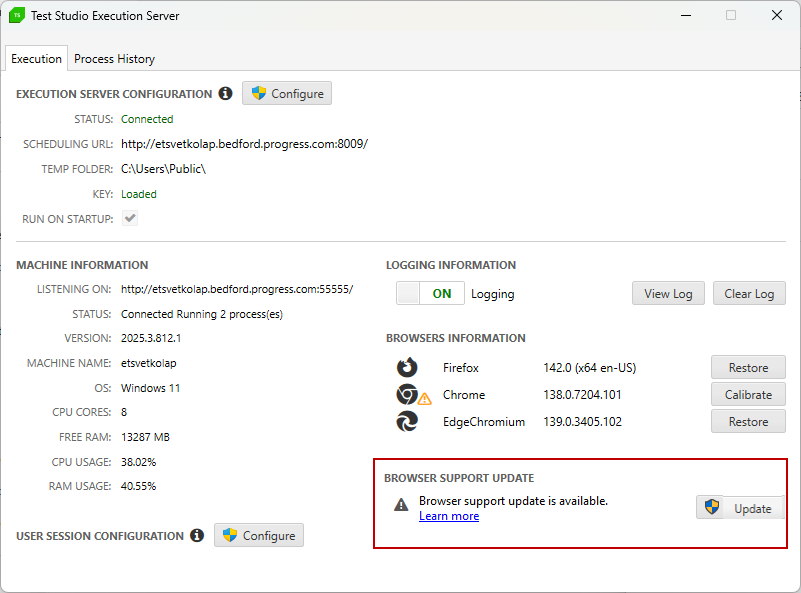 Test Studio Execution Server
Execution Process History
EXECUTION SERVER CONFIGURATION Configure
STATUS: Connected
SCHEDULING URL: http://etsvetkolap.bedford.progress.com:8009/
TEMP FOLDER: C:\Users\Public\
KEY: Loaded
RUN ON STARTUP:
MACHINE INFORMATION
LISTENING ON: http://etsvetkolap.bedford.progress.com:55555/
STATUS: Connected Running 2 process(es)
VERSION: 2025.3.812.1
MACHINE NAME: etsvetkolap
OS: Windows 11
CPU CORES: 8
FREE RAM: 13287 MB
CPU USAGE: 38.02%
RAM USAGE: 40.55%
USER SESSION CONFIGURATION Configure
LOGGING INFORMATION
ON Logging View Log Clear Log
BROWSERS INFORMATION
Firefox 142.0 (x64 en-US) Restore
Chrome 138.0.7204.101 Calibrate
EdgeChromium 139.0.3405.102 Restore
BROWSER SUPPORT UPDATE
Browser support update is available.
Learn more
Update